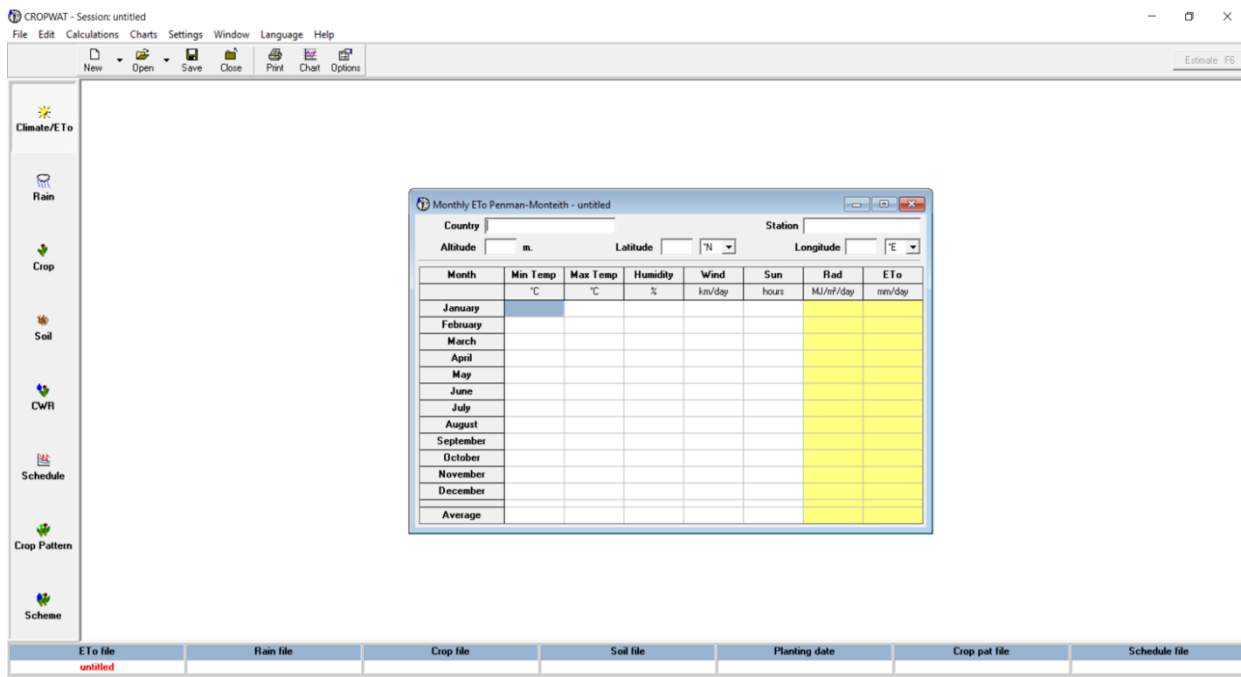 CROPWAT - Session: untitled
File Edit Calculations Charts Settings Window Language Help
New Open Save Close Print Chart Options Estimate F6
Climate/ETo
Rain
Crop
Soil
CWR
Schedule
Crop Pattern
Scheme
Monthly ETo Penman-Monteith - untitled
Country Station
Altitude m. Latitude °N Longitude °E
Month Min Temp Max Temp Humidity Wind Sun Rad ETo
°C °C % km/day hours MJ/m²/day mm/day
January
February
March
April
May
June
July
August
September
October
November
December
Average
ETo file Rain file Crop file Soil file Planting date Crop pat file Schedule file
untitled